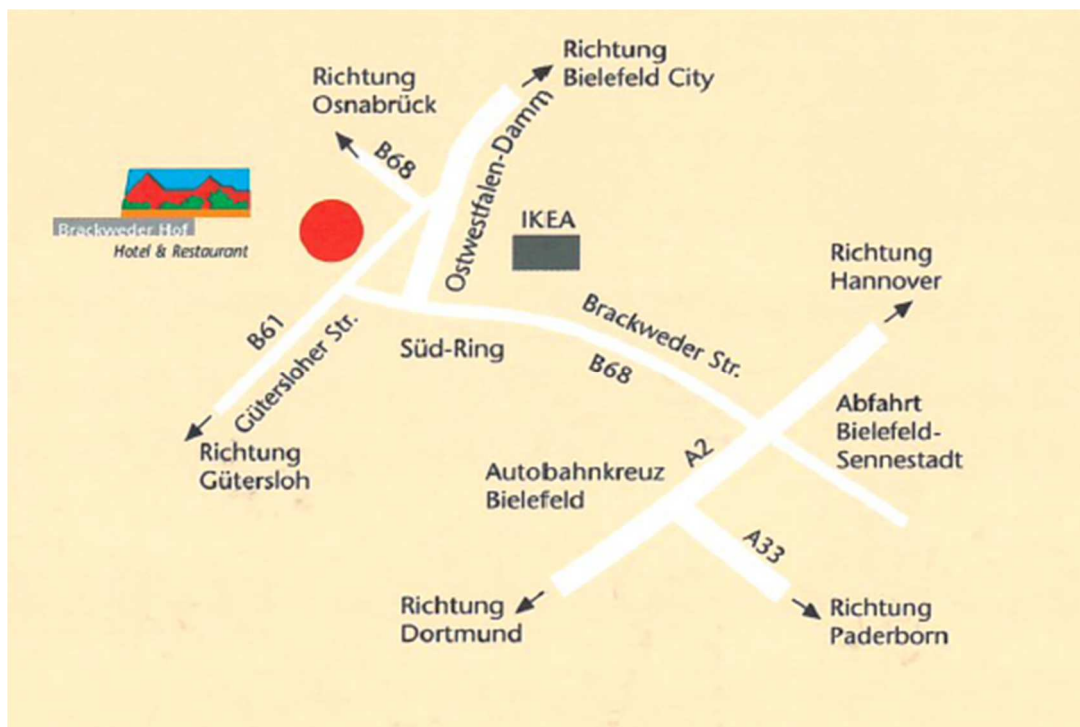 Richtung
Bielefeld City
Richtung
Osnabrück
B68
Ostwestfalen-Damm
IKEA
Brackweder Hof
Hotel & Restaurant
Richtung
Hannover
B61
Gütersloher Str.
Süd-Ring
Brackweder Str.
B68
Abfahrt
Bielefeld-
Sennestadt
Richtung
Gütersloh
A2
Autobahnkreuz
Bielefeld
A33
Richtung
Dortmund
Richtung
Paderborn